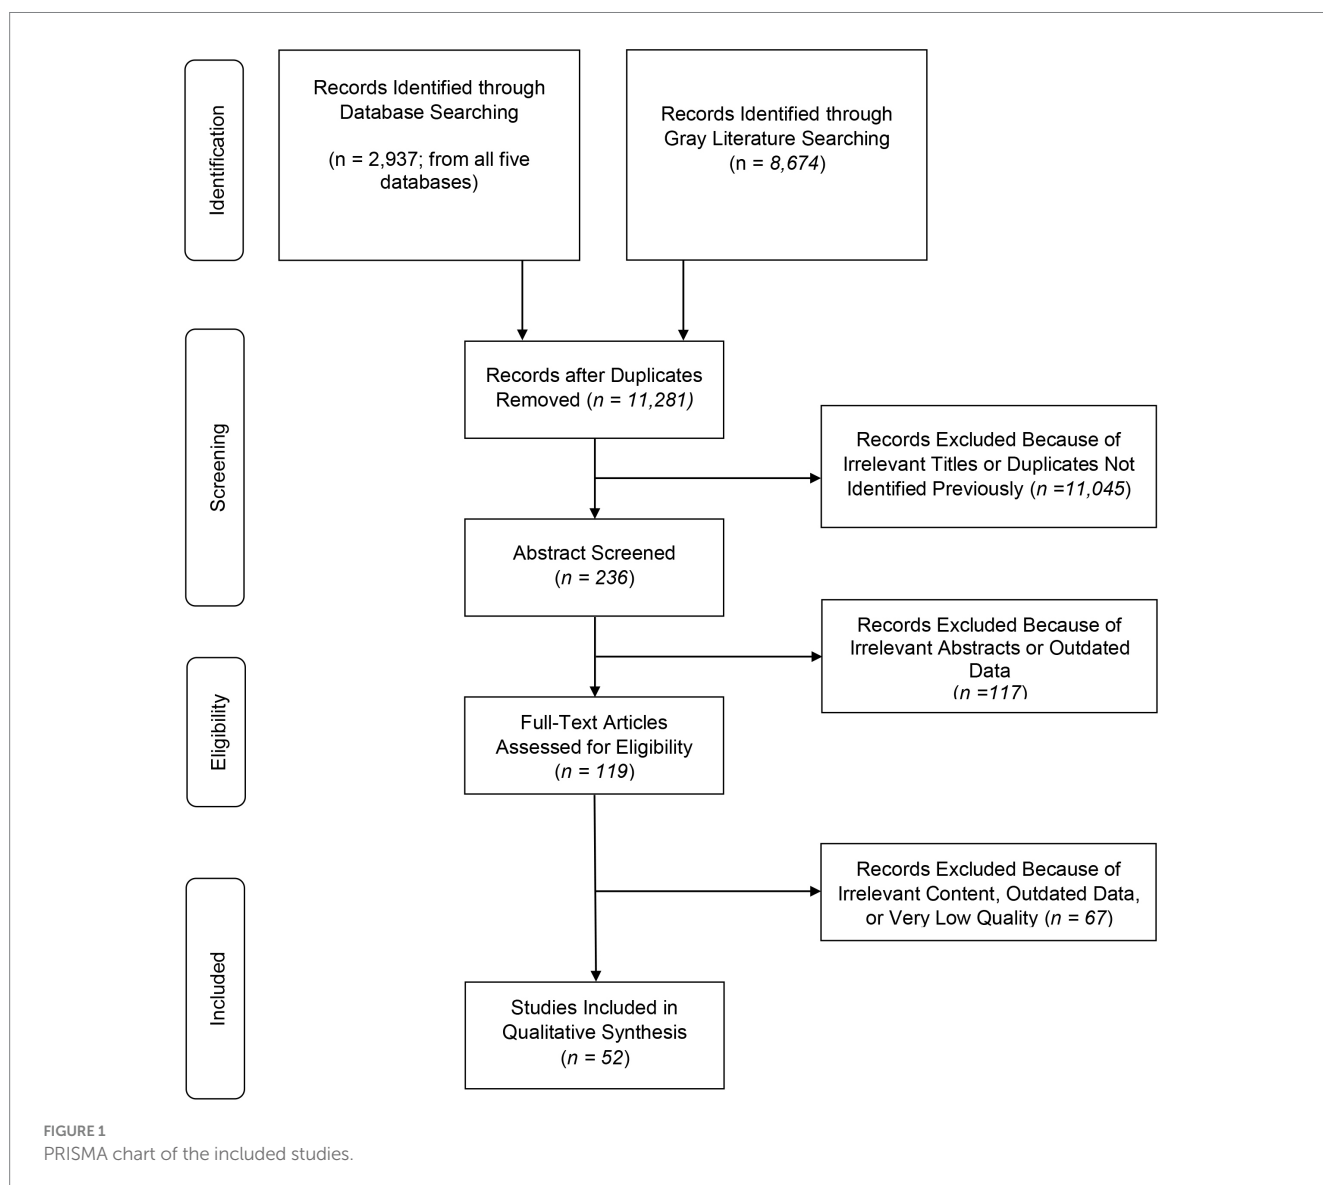 Identification
Records Identified through
Database Searching
(n = 2,937; from all five
databases)
Records Identified through
Gray Literature Searching
(n = 8,674)
Screening
Records after Duplicates
Removed (n = 11,281)
Records Excluded Because of
Irrelevant Titles or Duplicates Not
Identified Previously (n =11,045)
Abstract Screened
(n = 236)
Records Excluded Because of
Irrelevant Abstracts or Outdated
Data
(n =117)
Eligibility
Full-Text Articles
Assessed for Eligibility
(n = 119)
Records Excluded Because of
Irrelevant Content, Outdated Data,
or Very Low Quality (n = 67)
Included
Studies Included in
Qualitative Synthesis
(n = 52)
FIGURE 1
PRISMA chart of the included studies.